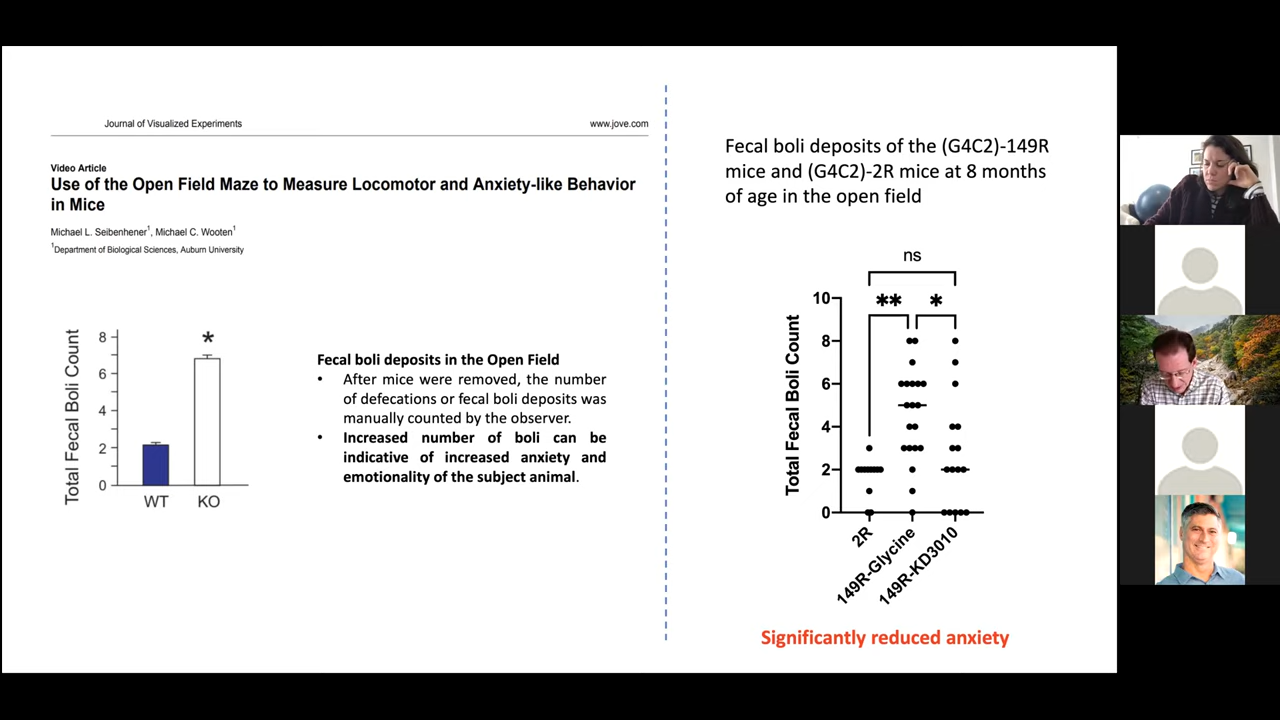 Journal of Visualized Experiments
www.jove.com
Video Article
Use of the Open Field Maze to Measure Locomotor and Anxiety-like Behavior
in Mice
Michael L. Seibenhener1, Michael C. Wooten1
1Department of Biological Sciences, Auburn University
Total Fecal Boli Count
8
6
4
2
0
*
WT
KO
Fecal boli deposits in the Open Field
• After mice were removed, the number
of defecations or fecal boli deposits was
manually counted by the observer.
• Increased number of boli can be
indicative of increased anxiety and
emotionality of the subject animal.
Fecal boli deposits of the (G4C2)-149R
mice and (G4C2)-2R mice at 8 months
of age in the open field
ns
** *
Total Fecal Boli Count
10
8
6
4
2
0
2R
149R-Glycine
149R-KD3010
Significantly reduced anxiety